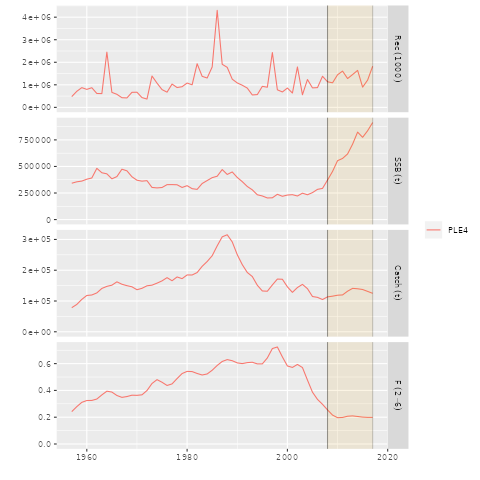 4e+06
3e+06
2e+06
1e+06
0e+00
Rec (1000)
750000
500000
250000
0
SSB (t)
3e+05
2e+05
1e+05
0e+00
Catch (t)
0.6
0.4
0.2
0.0
F (2-6)
1960 1980 2000 2020
PLE4